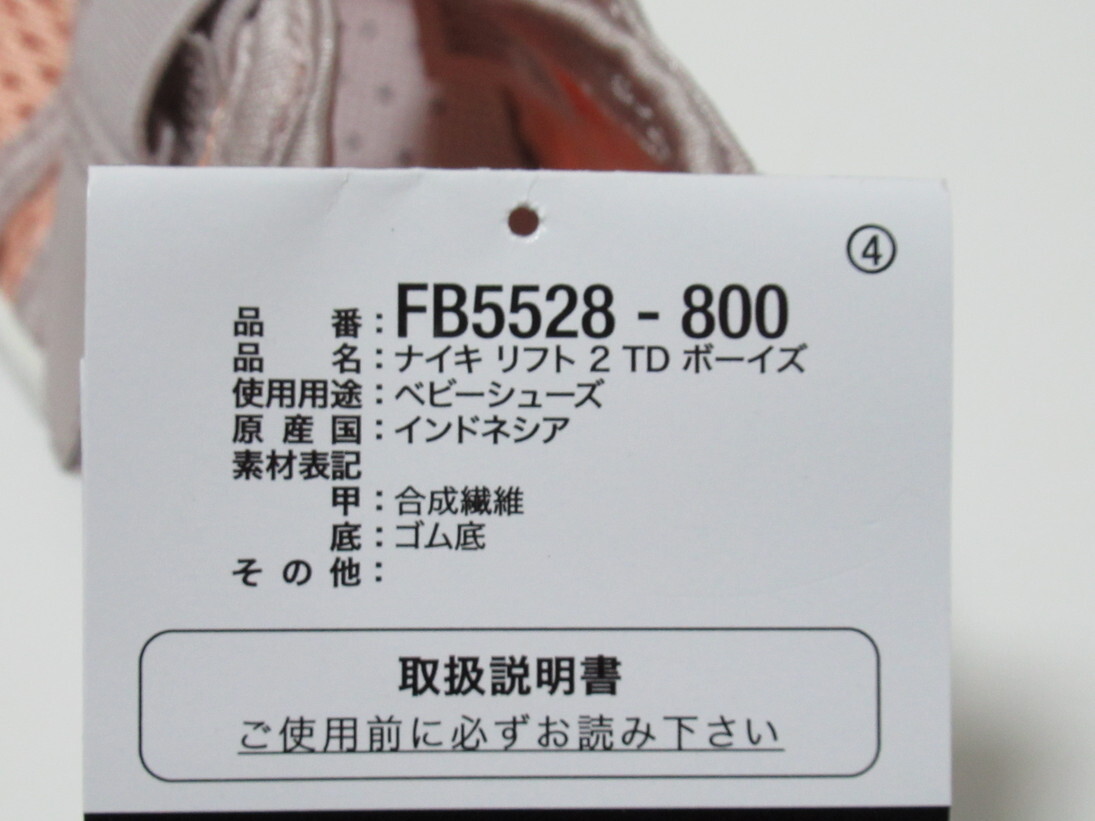 ④
品番：FB5528 - 800
品名：ナイキ リフト 2 TD ボーイズ
使用用途：ベビーシューズ
原産国：インドネシア
素材表記
甲：合成繊維
底：ゴム底
その他：
取扱説明書
ご使用前に必ずお読み下さい